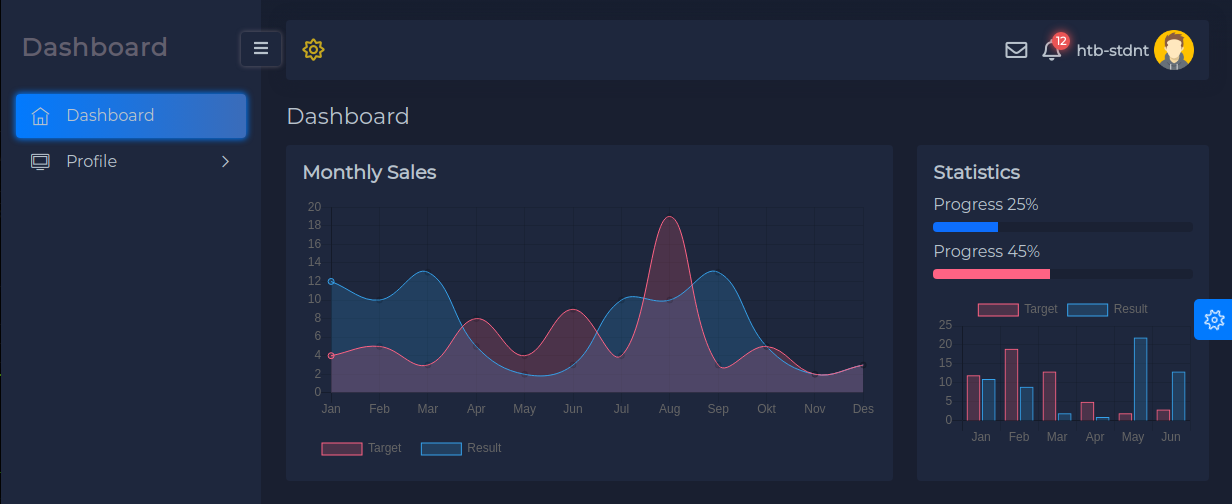 Dashboard
12
htb-stdnt
Dashboard
Profile
Dashboard
Monthly Sales
20
18
16
14
12
10
8
6
4
2
0
Jan Feb Mar Apr May Jun Jul Aug Sep Okt Nov Des
Target Result
Statistics
Progress 25%
Progress 45%
Target Result
25
20
15
10
5
0
Jan Feb Mar Apr May Jun